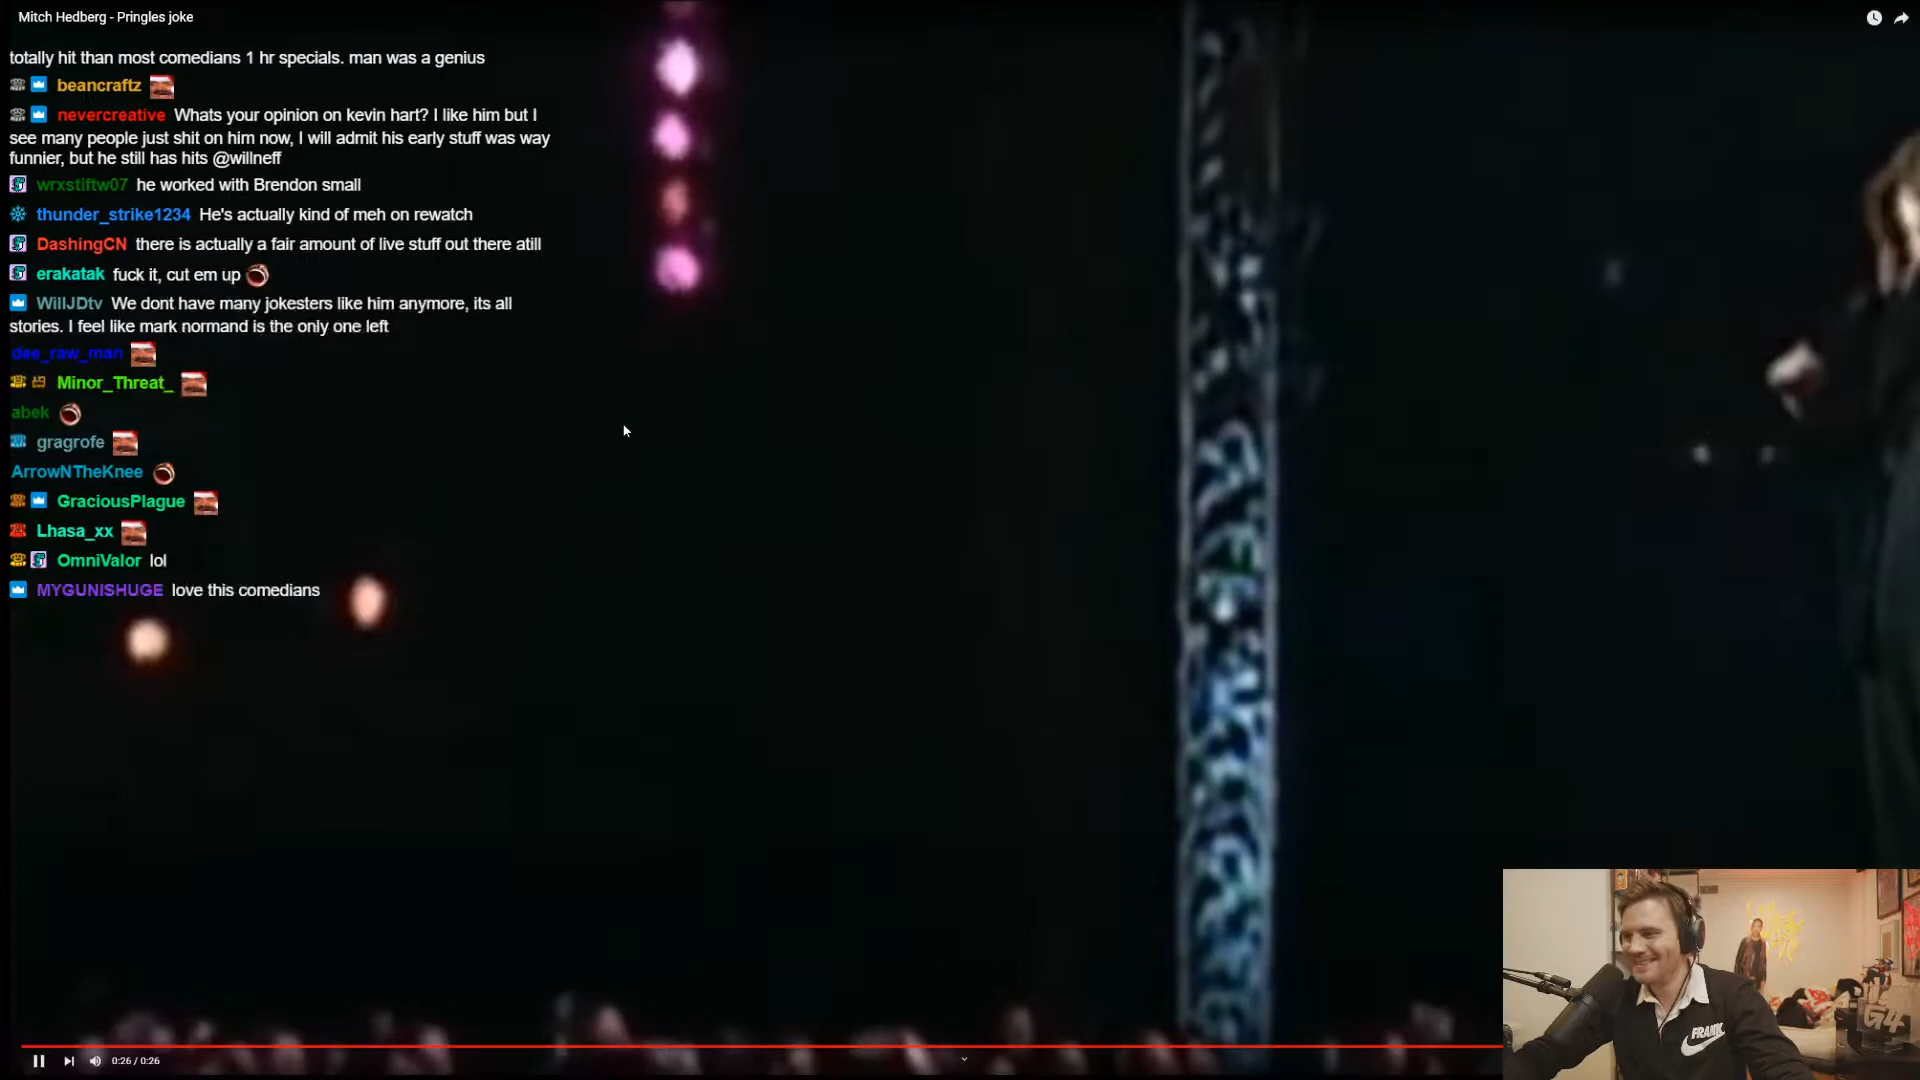 Mitch Hedberg - Pringles joke
totally hit than most comedians 1 hr specials. man was a genius
beancraftz
nevercreative Whats your opinion on kevin hart? I like him but I
see many people just shit on him now, I will admit his early stuff was way
funnier, but he still has hits @willneff
wrxstiftw07 he worked with Brendon small
thunder_strike1234 He's actually kind of meh on rewatch
DashingCN there is actually a fair amount of live stuff out there atill
erakatak fuck it, cut em up
WillJDtv We dont have many jokesters like him anymore, its all
stories. I feel like mark normand is the only one left
dee_raw_man
Minor_Threat_
abek
gragrofe
ArrowNTheKnee
GraciousPlague
Lhasa_xx
OmniValor lol
MYGUNISHUGE love this comedians
FRANK
G4
0:26 / 0:26